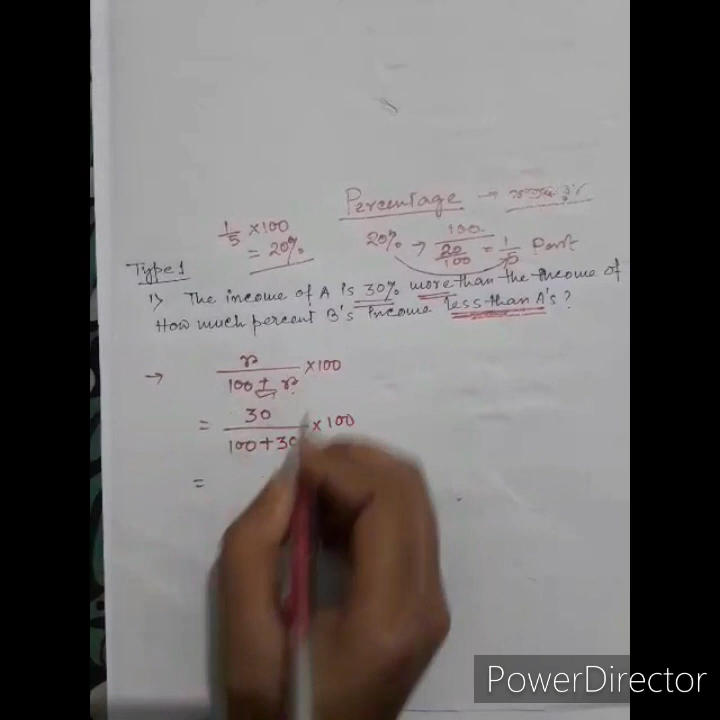 Percentage →
1/5 ×100
= 20%
20% → 100 / 20/100 = 1/5 Part
Type 1
1> The income of A is 30% more than the income of
How much percent B's income less than A's ?
→ r / 100 + r ×100
= 30 / 100+30 × 100
=
PowerDirector